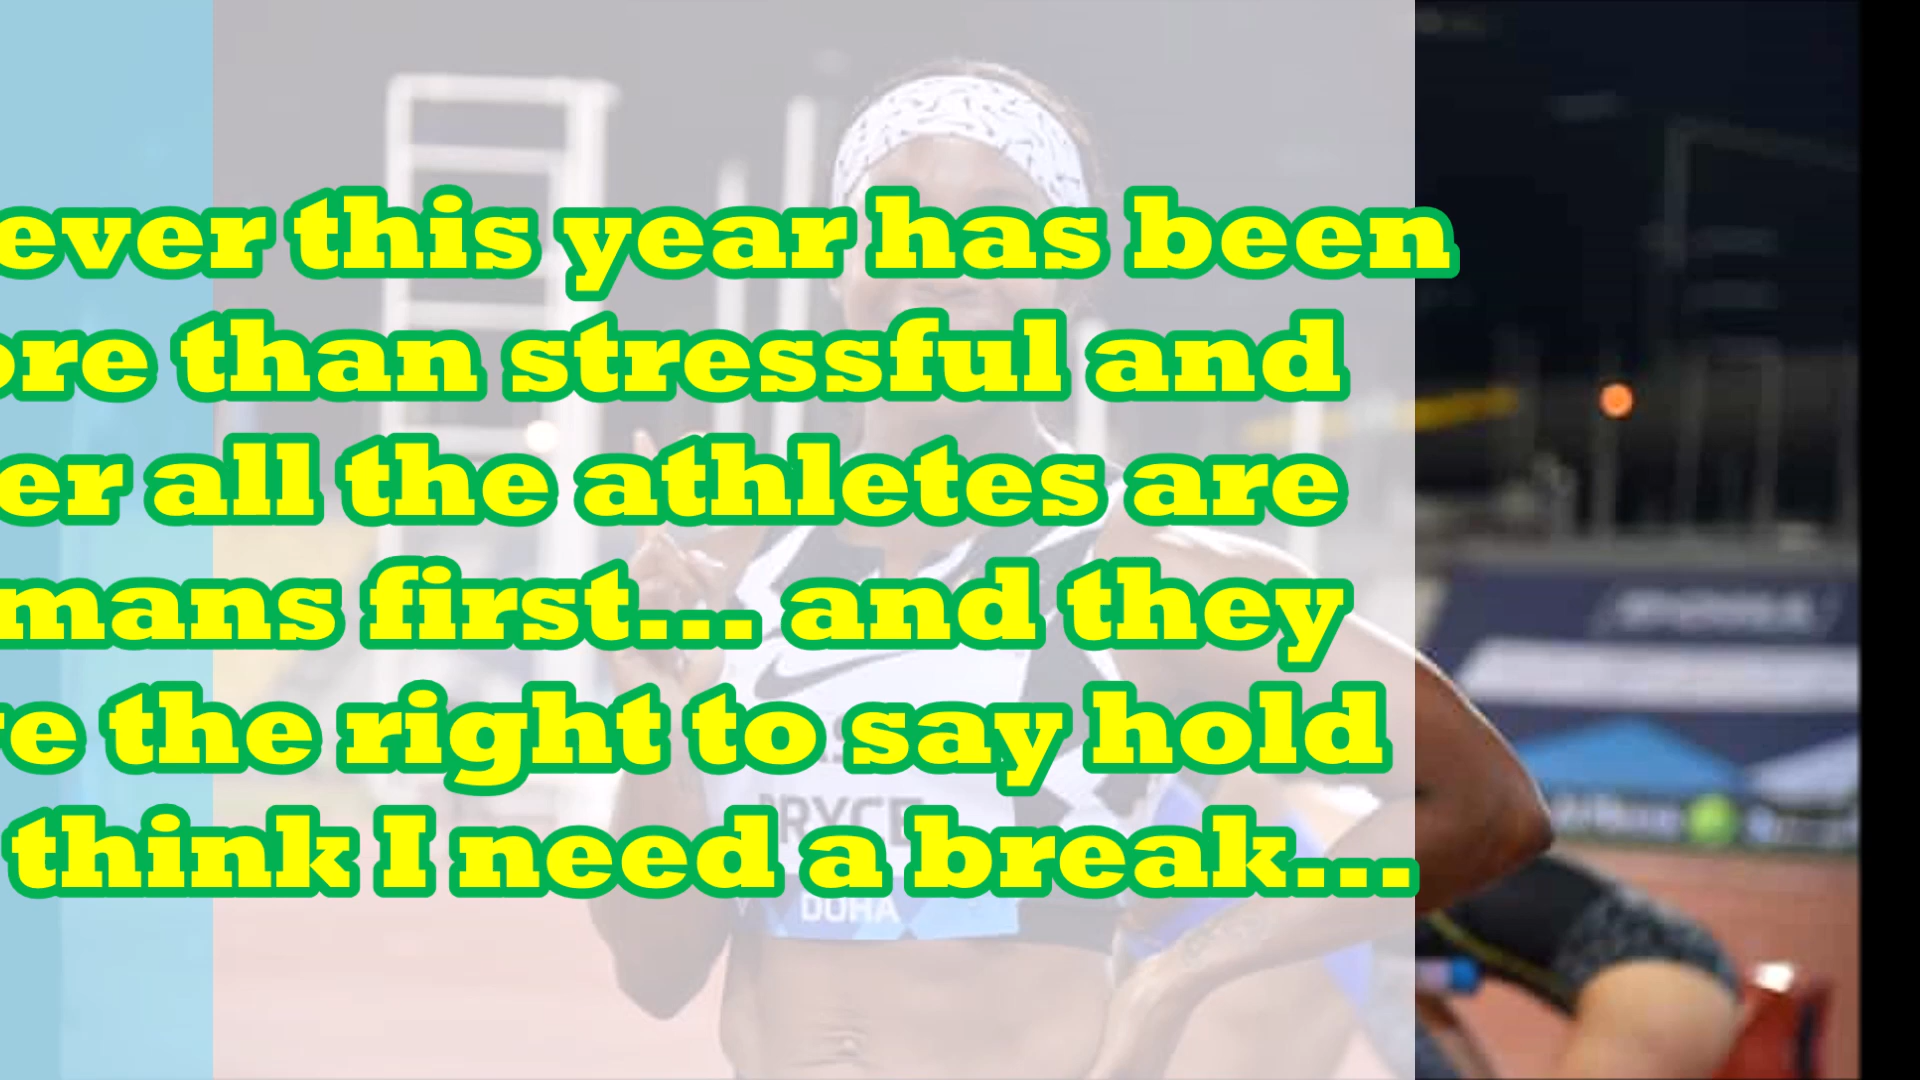 ever this year has been
ore than stressful and
er all the athletes are
mans first... and they
e the right to say hold
think I need a break...
DOHA